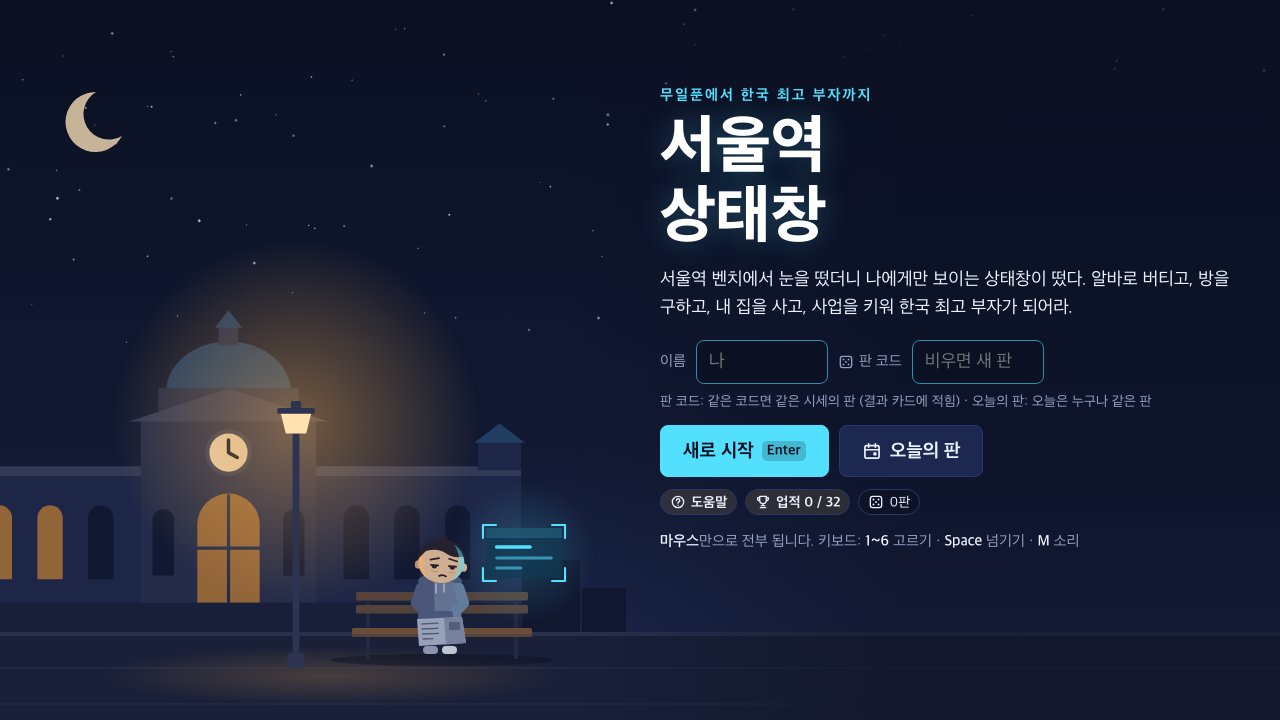 무일푼에서 한국 최고 부자까지
서울역
상태창
서울역 벤치에서 눈을 떴더니 나에게만 보이는 상태창이 떴다. 알바로 버티고, 방을
구하고, 내 집을 사고, 사업을 키워 한국 최고 부자가 되어라.
이름 나 판 코드 비우면 새 판
판 코드: 같은 코드면 같은 시세의 판 (결과 카드에 적힘) · 오늘의 판: 오늘은 누구나 같은 판
새로 시작 Enter 오늘의 판
도움말 업적 0 / 32 0판
마우스만으로 전부 됩니다. 키보드: 1~6 고르기 · Space 넘기기 · M 소리